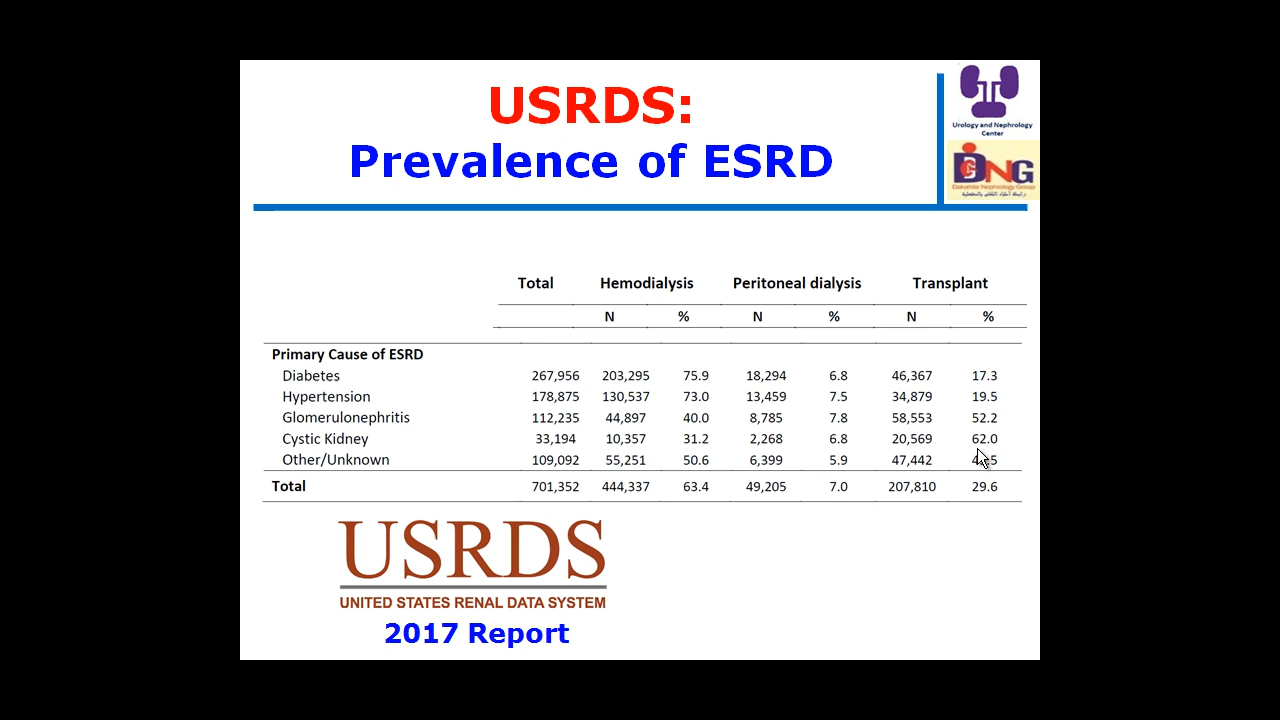 USRDS:
Prevalence of ESRD
Urology and Nephrology
Center
DNG
Dakahlia Nephrology Group
Total Hemodialysis Peritoneal dialysis Transplant
N % N % N %
Primary Cause of ESRD
Diabetes 267,956 203,295 75.9 18,294 6.8 46,367 17.3
Hypertension 178,875 130,537 73.0 13,459 7.5 34,879 19.5
Glomerulonephritis 112,235 44,897 40.0 8,785 7.8 58,553 52.2
Cystic Kidney 33,194 10,357 31.2 2,268 6.8 20,569 62.0
Other/Unknown 109,092 55,251 50.6 6,399 5.9 47,442
Total 701,352 444,337 63.4 49,205 7.0 207,810 29.6
USRDS
UNITED STATES RENAL DATA SYSTEM
2017 Report